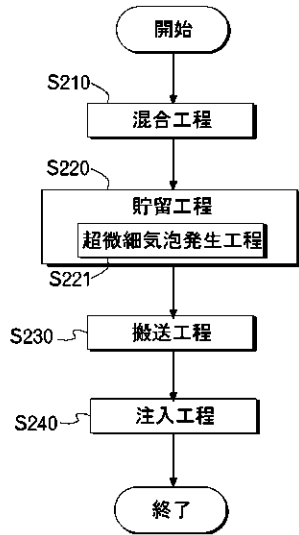 開始
S210
混合工程
S220
貯留工程
超微細気泡発生工程
S221
S230
搬送工程
注入工程
S240
終了